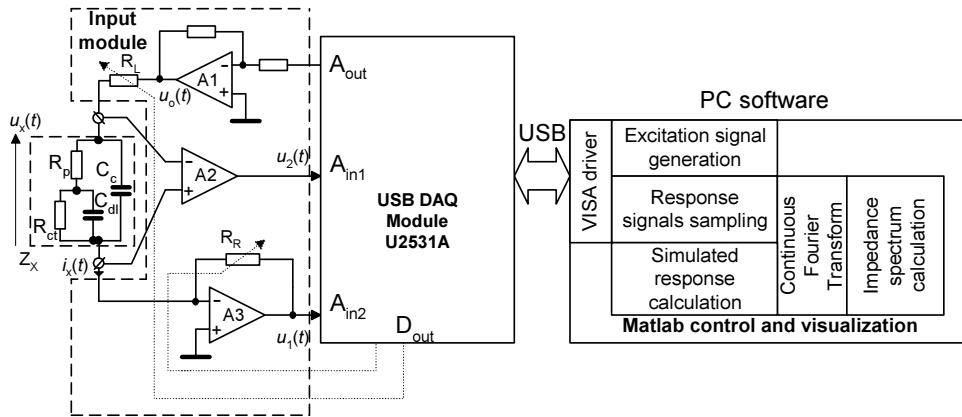 Input
module
R_L
A1
u_o(t)
A_out
u_x(t)
R_p
C_c
C_dl
R_ct
Z_X
i_x(t)
A2
u_2(t)
A_in1
R_R
A3
u_1(t)
A_in2
D_out
USB DAQ
Module
U2531A
USB
PC software
VISA driver
Excitation signal
generation
Response
signals sampling
Simulated
response
calculation
Continuous
Fourier
Transform
Impedance
spectrum
calculation
Matlab control and visualization